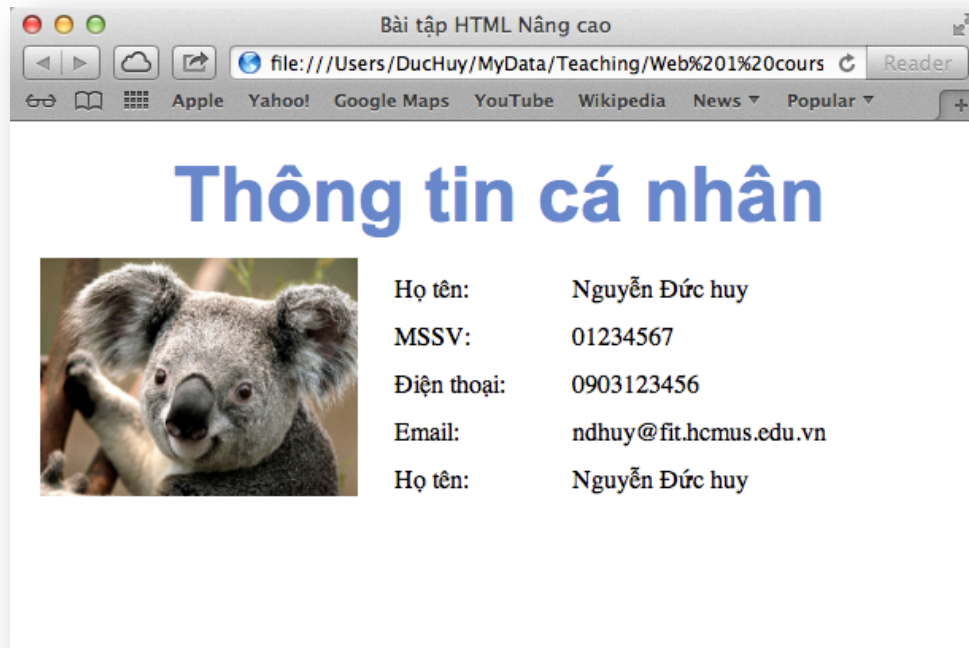 Bài tập HTML Nâng cao
file:///Users/DucHuy/MyData/Teaching/Web%201%20cours
Reader
Apple Yahoo! Google Maps YouTube Wikipedia News Popular
Thông tin cá nhân
Họ tên: Nguyễn Đức huy
MSSV: 01234567
Điện thoại: 0903123456
Email: ndhuy@fit.hcmus.edu.vn
Họ tên: Nguyễn Đức huy